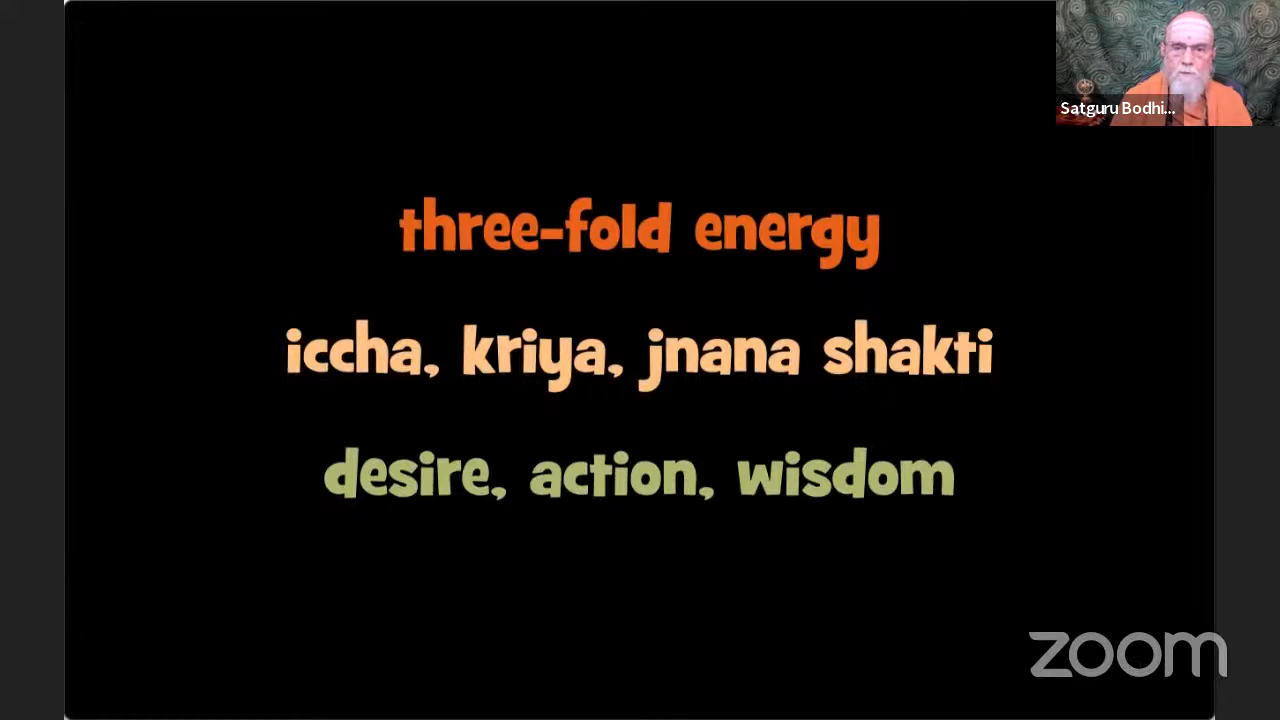 Satguru Bodhi...
three-fold energy
iccha, kriya, jnana shakti
desire, action, wisdom
zoom